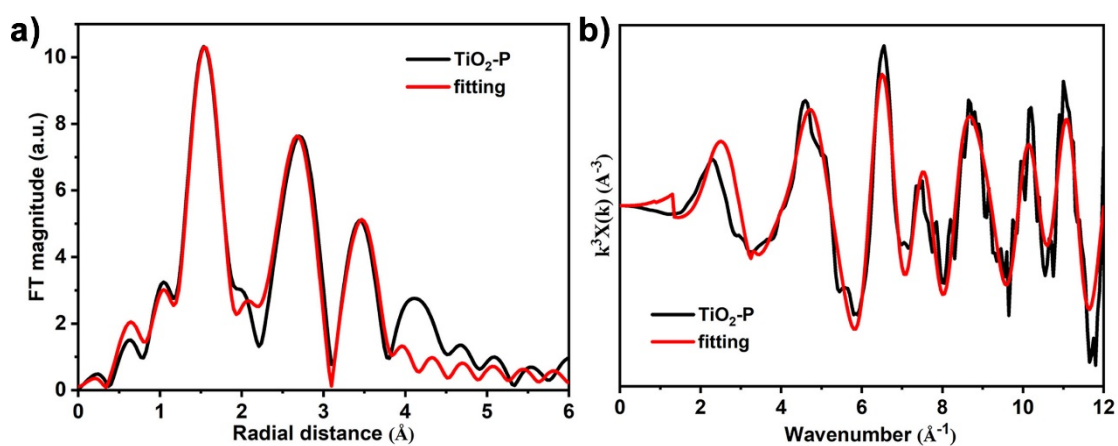 a)
TiO₂-P
fitting
FT magnitude (a.u.)
10
8
6
4
2
0
0 1 2 3 4 5 6
Radial distance (Å)
b)
k³X(k) (A⁻³)
TiO₂-P
fitting
0 2 4 6 8 10 12
Wavenumber (Å⁻¹)